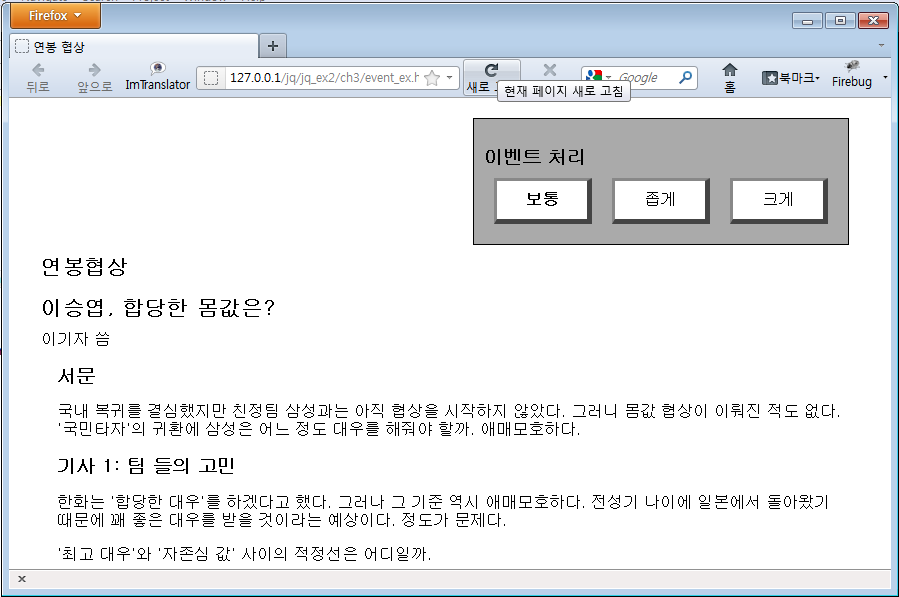 Firefox
연봉 협상
뒤로
앞으로
ImTranslator
127.0.0.1/jq/jq_ex2/ch3/event_ex.h
새로
Google
홈
북마크
Firebug
현재 페이지 새로 고침
이벤트 처리
보통
좁게
크게
연봉협상
이승엽, 합당한 몸값은?
이기자 씀
서문
국내 복귀를 결심했지만 친정팀 삼성과는 아직 협상을 시작하지 않았다. 그러니 몸값 협상이 이뤄진 적도 없다.
'국민타자'의 귀환에 삼성은 어느 정도 대우를 해줘야 할까. 애매모호하다.
기사 1: 팀 들의 고민
한화는 '합당한 대우'를 하겠다고 했다. 그러나 그 기준 역시 애매모호하다. 전성기 나이에 일본에서 돌아왔기
때문에 꽤 좋은 대우를 받을 것이라는 예상이다. 정도가 문제다.
'최고 대우'와 '자존심 값' 사이의 적정선은 어디일까.